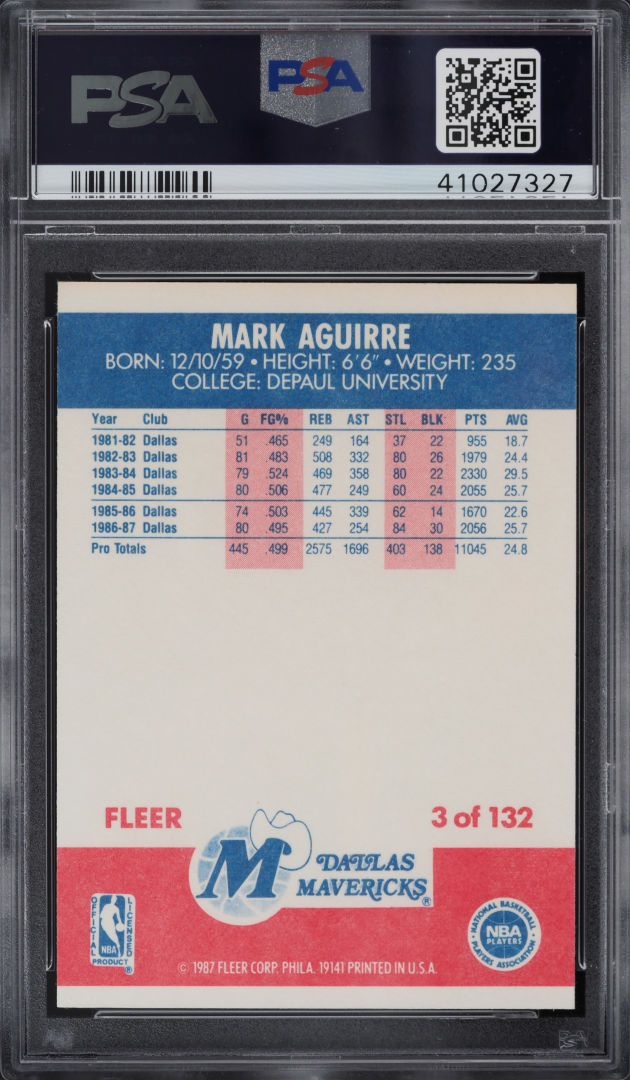 PSA PSA
41027327
MARK AGUIRRE
BORN: 12/10/59 • HEIGHT: 6'6" • WEIGHT: 235
COLLEGE: DEPAUL UNIVERSITY
Year Club G FG% REB AST STL BLK PTS AVG
1981-82 Dallas 51 .465 249 164 37 22 955 18.7
1982-83 Dallas 81 .483 508 332 80 26 1979 24.4
1983-84 Dallas 79 .524 469 358 80 22 2330 29.5
1984-85 Dallas 80 .506 477 249 60 24 2055 25.7
1985-86 Dallas 74 .503 445 339 62 14 1670 22.6
1986-87 Dallas 80 .495 427 254 84 30 2056 25.7
Pro Totals 445 .499 2575 1696 403 138 11045 24.8
FLEER 3 of 132
M DALLAS
MAVERICKS®
OFFICIAL LICENSED
NBA
PRODUCT ®
NATIONAL BASKETBALL
NBA
PLAYERS
PLAYERS ASSOCIATION
© 1987 FLEER CORP. PHILA. 19141 PRINTED IN U.S.A.
PSA